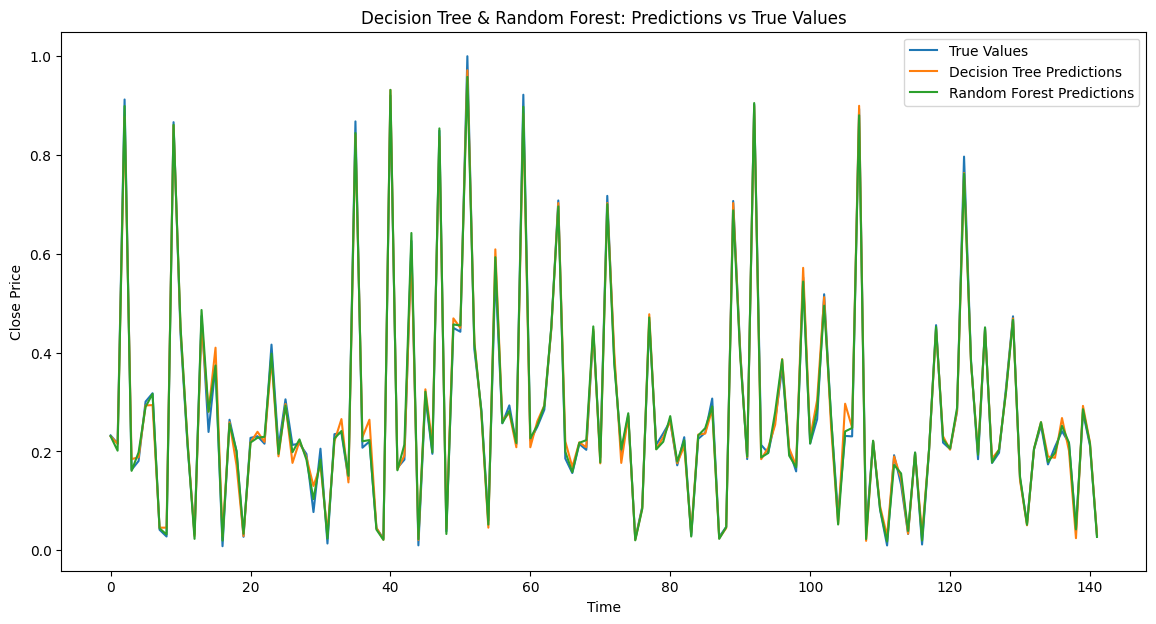 Decision Tree & Random Forest: Predictions vs True Values
True Values
Decision Tree Predictions
Random Forest Predictions
Close Price
1.0
0.8
0.6
0.4
0.2
0.0
0 20 40 60 80 100 120 140
Time